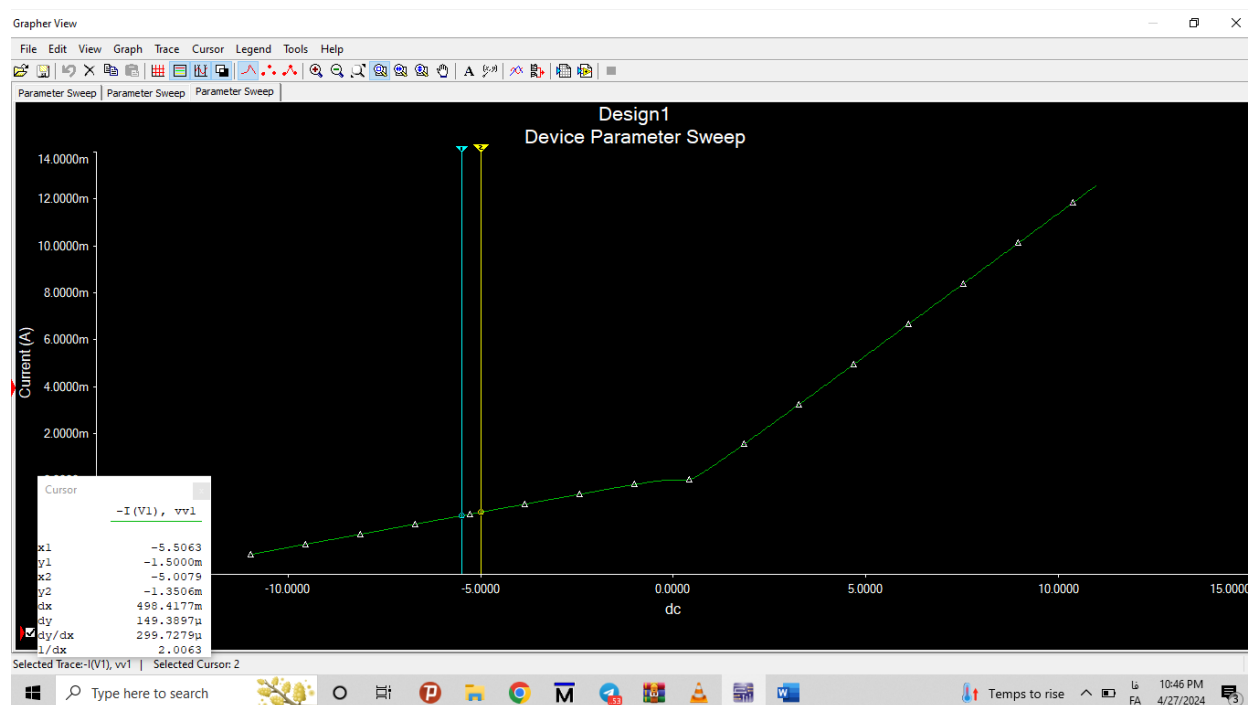 Grapher View
File Edit View Graph Trace Cursor Legend Tools Help
Parameter Sweep Parameter Sweep Parameter Sweep
Design1
Device Parameter Sweep
14.0000m
12.0000m
10.0000m
8.0000m
6.0000m
4.0000m
2.0000m
Current (A)
-10.0000 -5.0000 0.0000 5.0000 10.0000 15.0000
dc
Cursor
-I(V1), vv1
x1 -5.5063
y1 -1.5000m
x2 -5.0079
y2 -1.3506m
dx 498.4177m
dy 149.3897µ
dy/dx 299.7279µ
1/dx 2.0063
Selected Trace:-I(V1), vv1 | Selected Cursor: 2
Type here to search
Temps to rise
فا
FA
10:46 PM
4/27/2024